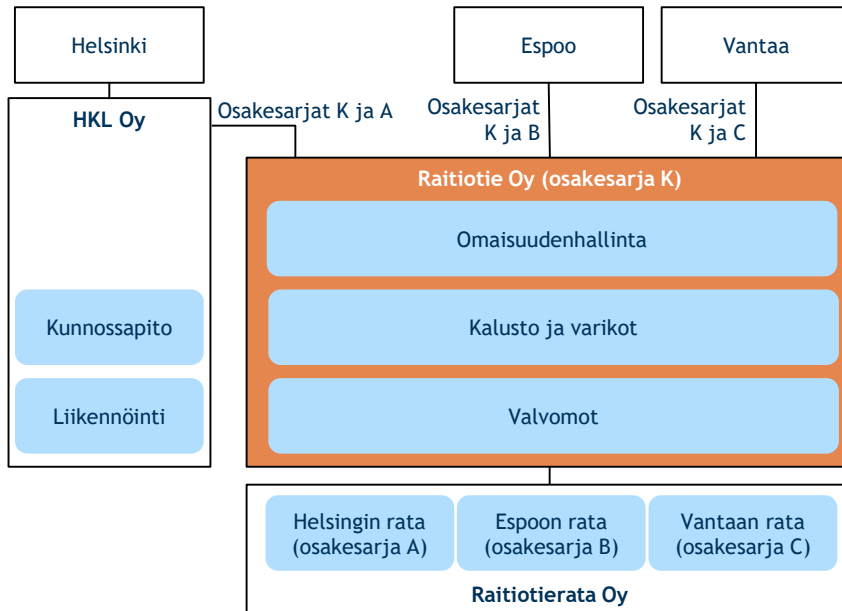 Helsinki
Espoo
Vantaa
HKL Oy
Osakesarjat K ja A
Osakesarjat
K ja B
Osakesarjat
K ja C
Raitiotie Oy (osakesarja K)
Omaisuudenhallinta
Kunnossapito
Kalusto ja varikot
Liikennöinti
Valvomot
Helsingin rata
(osakesarja A)
Espoon rata
(osakesarja B)
Vantaan rata
(osakesarja C)
Raitiotierata Oy